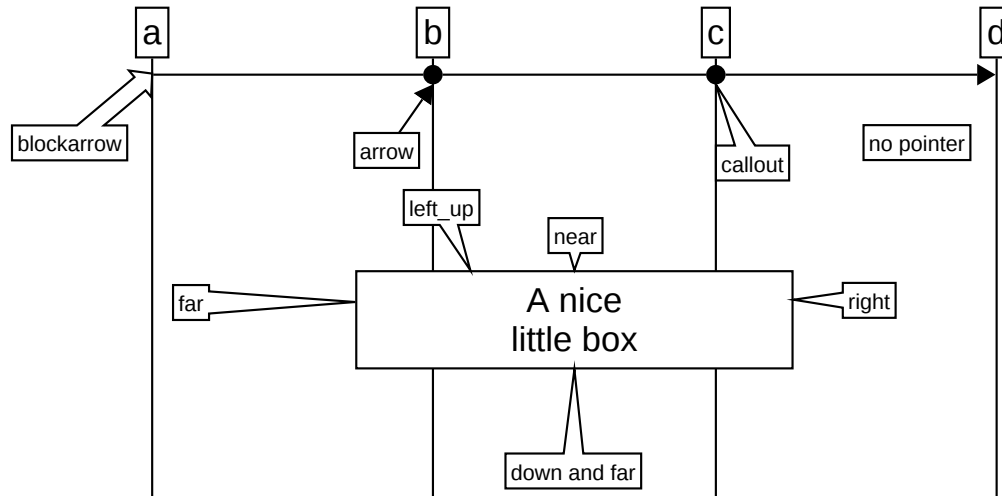 a
b
c
d
blockarrow
arrow
callout
no pointer
left_up
near
far
A nice
little box
right
down and far